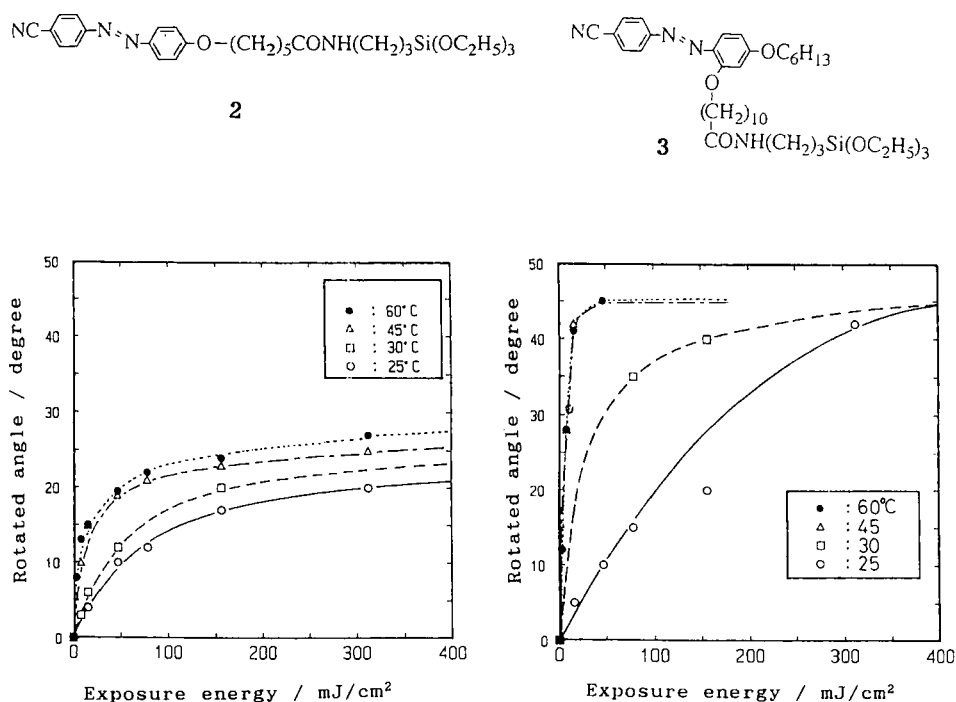 NC N=N O-(CH2)5CONH(CH2)3Si(OC2H5)3
2
NC N=N OC6H13
O
(CH2)10
CONH(CH2)3Si(OC2H5)3
3
Rotated angle / degree
50
40
30
20
10
0
● : 60°C
△ : 45°C
□ : 30°C
○ : 25°C
0 100 200 300 400
Exposure energy / mJ/cm²
Rotated angle / degree
50
40
30
20
10
0
● : 60°C
△ : 45
□ : 30
○ : 25
0 100 200 300 400
Exposure energy / mJ/cm²